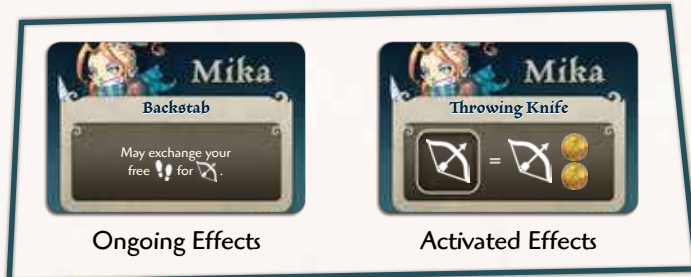 Mika
Backstab
May exchange your
free for .
Ongoing Effects
Mika
Throwing Knife
=
Activated Effects